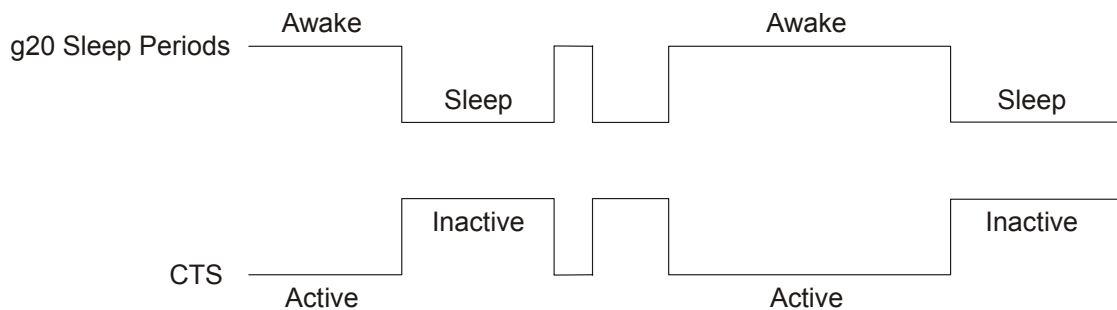 Awake Awake
g20 Sleep Periods
Sleep Sleep
Inactive Inactive
CTS
Active Active